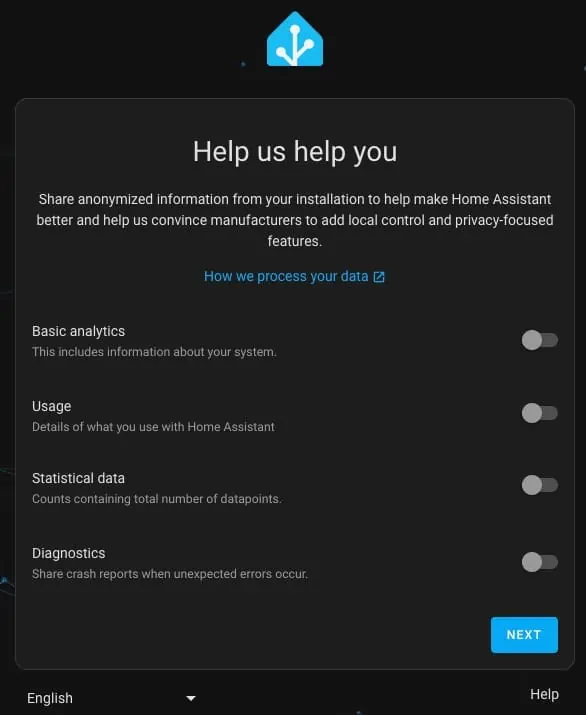 Help us help you
Share anonymized information from your installation to help make Home Assistant
better and help us convince manufacturers to add local control and privacy-focused
features.
How we process your data
Basic analytics
This includes information about your system.
Usage
Details of what you use with Home Assistant
Statistical data
Counts containing total number of datapoints.
Diagnostics
Share crash reports when unexpected errors occur.
NEXT
English
Help